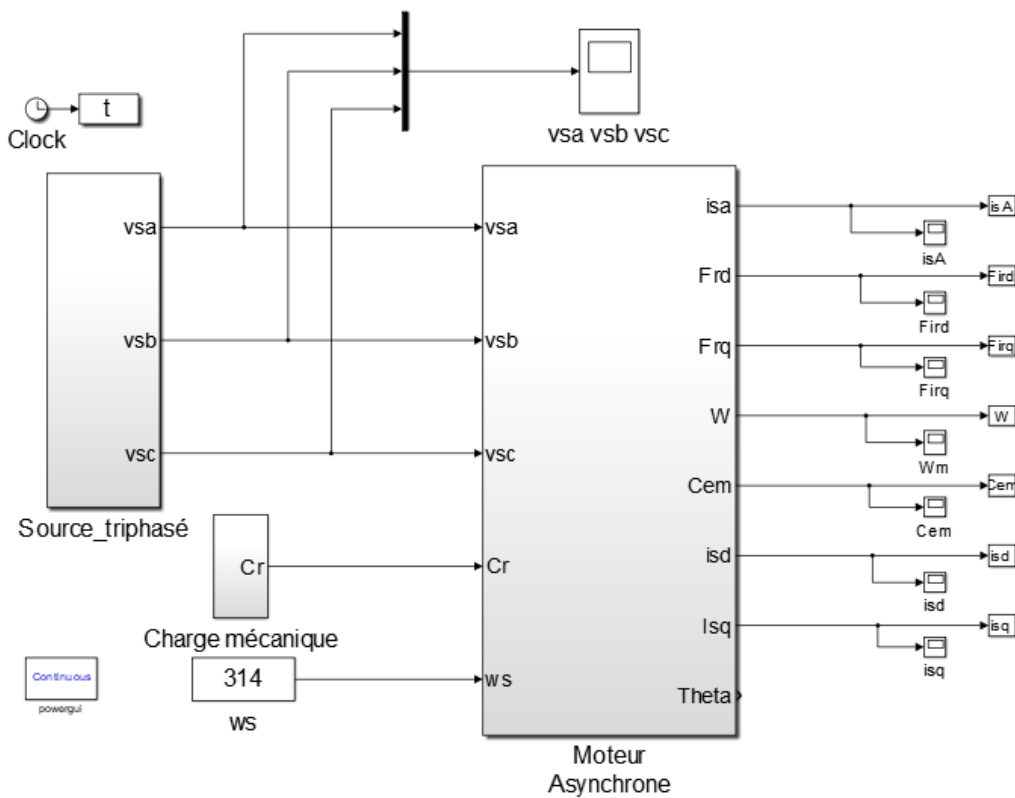 vsa vsb vsc
t
Clock
vsa
vsb
vsc
Source_triphasé
Cr
Charge mécanique
314
ws
Continuous
powergui
vsa
vsb
vsc
Cr
ws
isa
Frd
Frq
W
Cem
isd
Isq
Theta
Moteur
Asynchrone
isA
isA
Fird
Fird
Firq
Firq
W
Wm
Cem
Cem
isd
isd
isq
isq